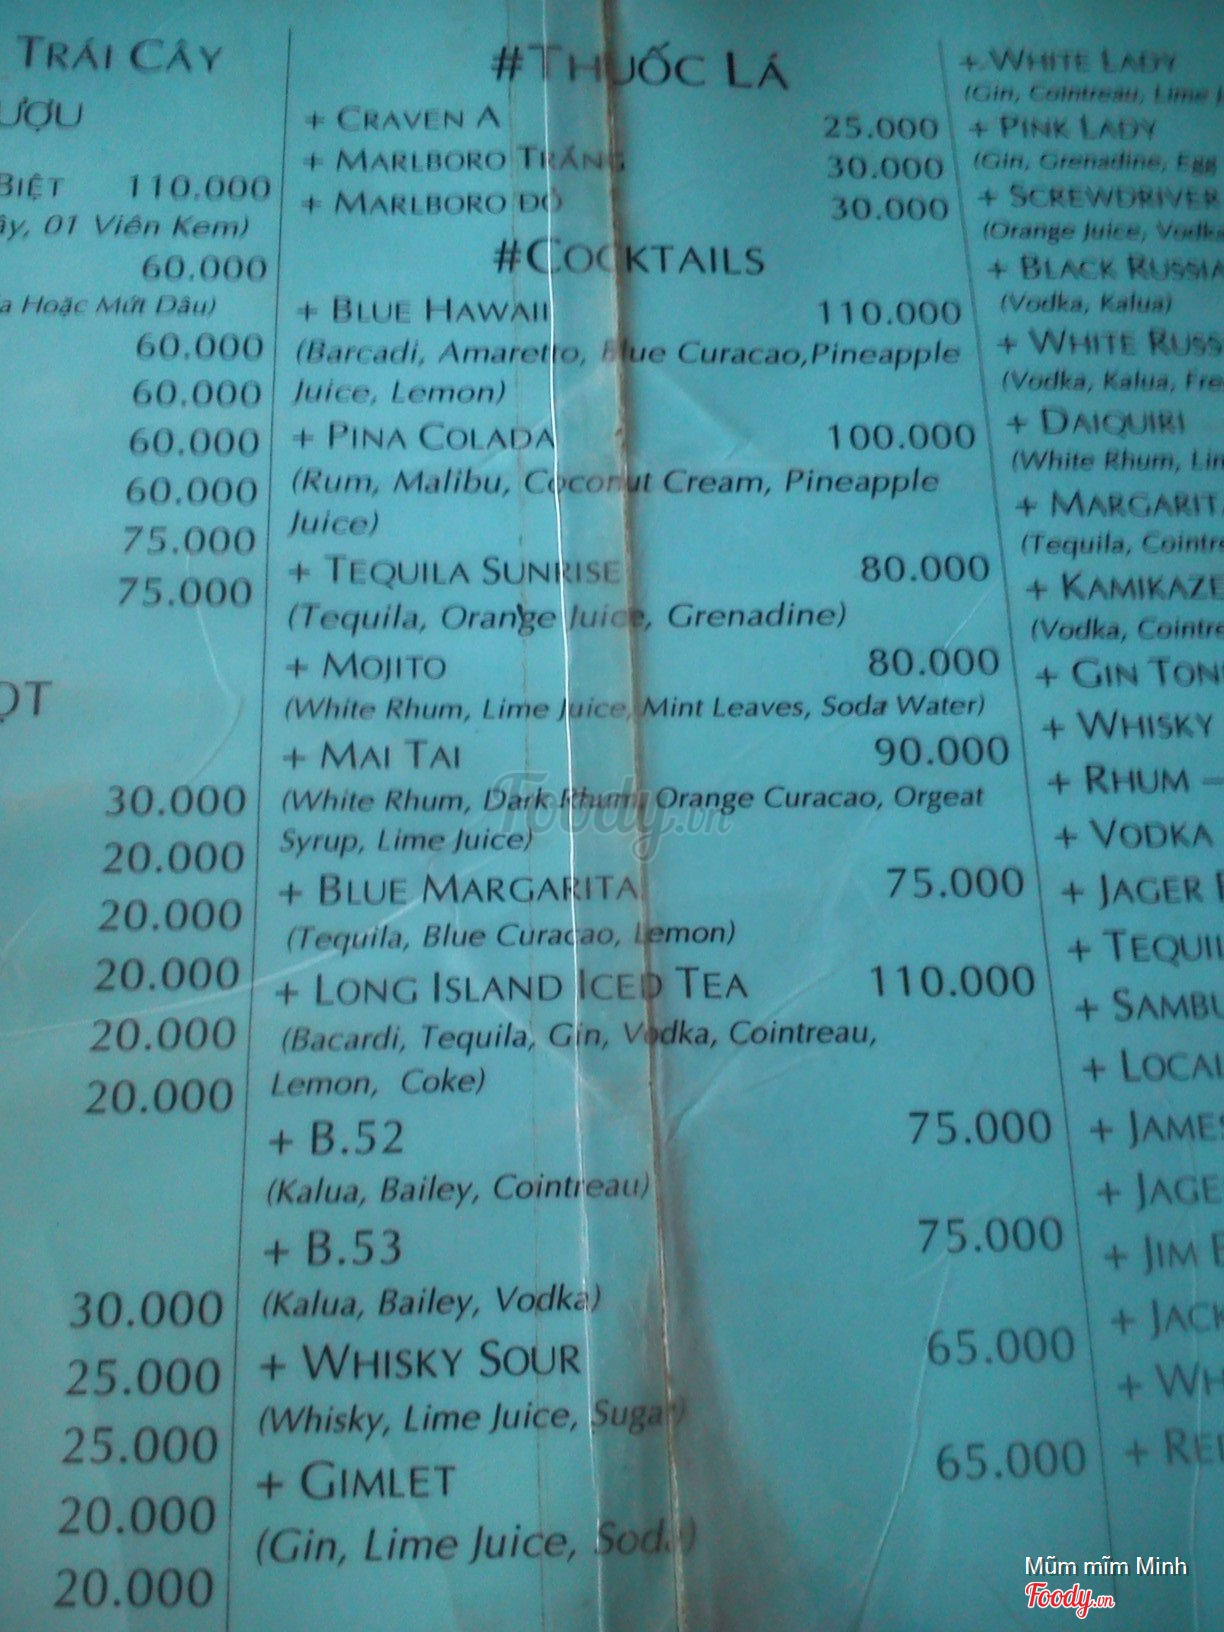 TRÁI CÂY
BIỆT 110.000
01 Viên Kem)
60.000
Hoặc Mứt Dâu)
60.000
60.000
60.000
60.000
75.000
75.000
30.000
20.000
20.000
20.000
20.000
20.000
30.000
25.000
25.000
20.000
20.000
#THUỐC LÁ
+ CRAVEN A 25.000
+ MARLBORO TRẮNG 30.000
+ MARLBORO ĐỎ 30.000
#COCKTAILS
+ BLUE HAWAII 110.000
(Barcadi, Amaretto, Blue Curacao,Pineapple
Juice, Lemon)
+ PINA COLADA 100.000
(Rum, Malibu, Coconut Cream, Pineapple
Juice)
+ TEQUILA SUNRISE 80.000
(Tequila, Orange Juice, Grenadine)
+ MOJITO 80.000
(White Rhum, Lime Juice, Mint Leaves, Soda Water)
+ MAI TAI 90.000
(White Rhum, Dark Rhum, Orange Curacao, Orgeat
Syrup, Lime Juice)
+ BLUE MARGARITA 75.000
(Tequila, Blue Curacao, Lemon)
+ LONG ISLAND ICED TEA 110.000
(Bacardi, Tequila, Gin, Vodka, Cointreau,
Lemon, Coke)
+ B.52 75.000
(Kalua, Bailey, Cointreau)
+ B.53 75.000
(Kalua, Bailey, Vodka)
+ WHISKY SOUR 65.000
(Whisky, Lime Juice, Sugar)
+ GIMLET 65.000
(Gin, Lime Juice, Soda)
+ WHITE LADY
(Gin, Cointreau, Lime
+ PINK LADY
(Gin, Grenadine, Egg
+ SCREWDRIVER
(Orange Juice, Vodka
+ BLACK RUSSIA
(Vodka, Kalua)
+ WHITE RUSS
(Vodka, Kalua, Fre
+ DAIQUIRI
(White Rhum, Lim
+ MARGARITA
(Tequila, Cointre
+ KAMIKAZE
(Vodka, Cointre
+ GIN TON
+ WHISKY
+ RHUM –
+ VODKA
+ JAGER
+ TEQUI
+ SAMBU
+ LOCAL
+ JAMES
+ JAGE
+ JIM
+ JACK
+ WH
+ RE
Foody.vn
Mũm mĩm Minh
Foody.vn